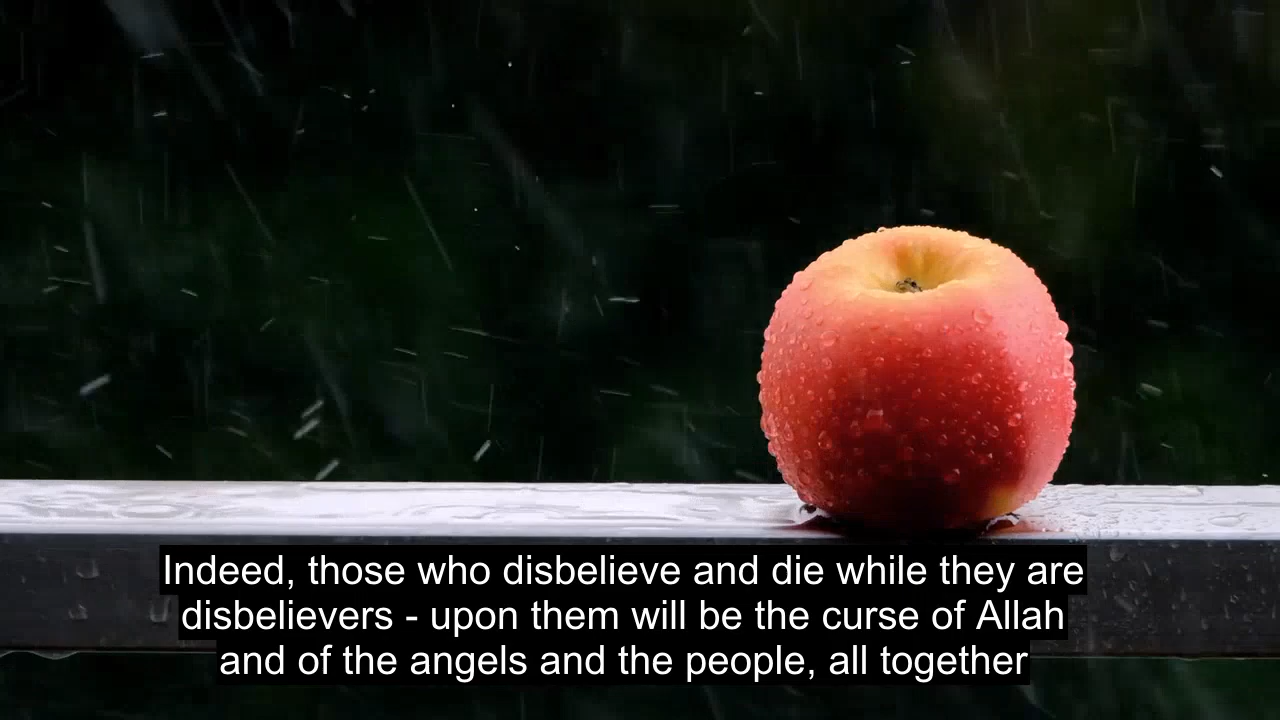 Indeed, those who disbelieve and die while they are
disbelievers - upon them will be the curse of Allah
and of the angels and the people, all together